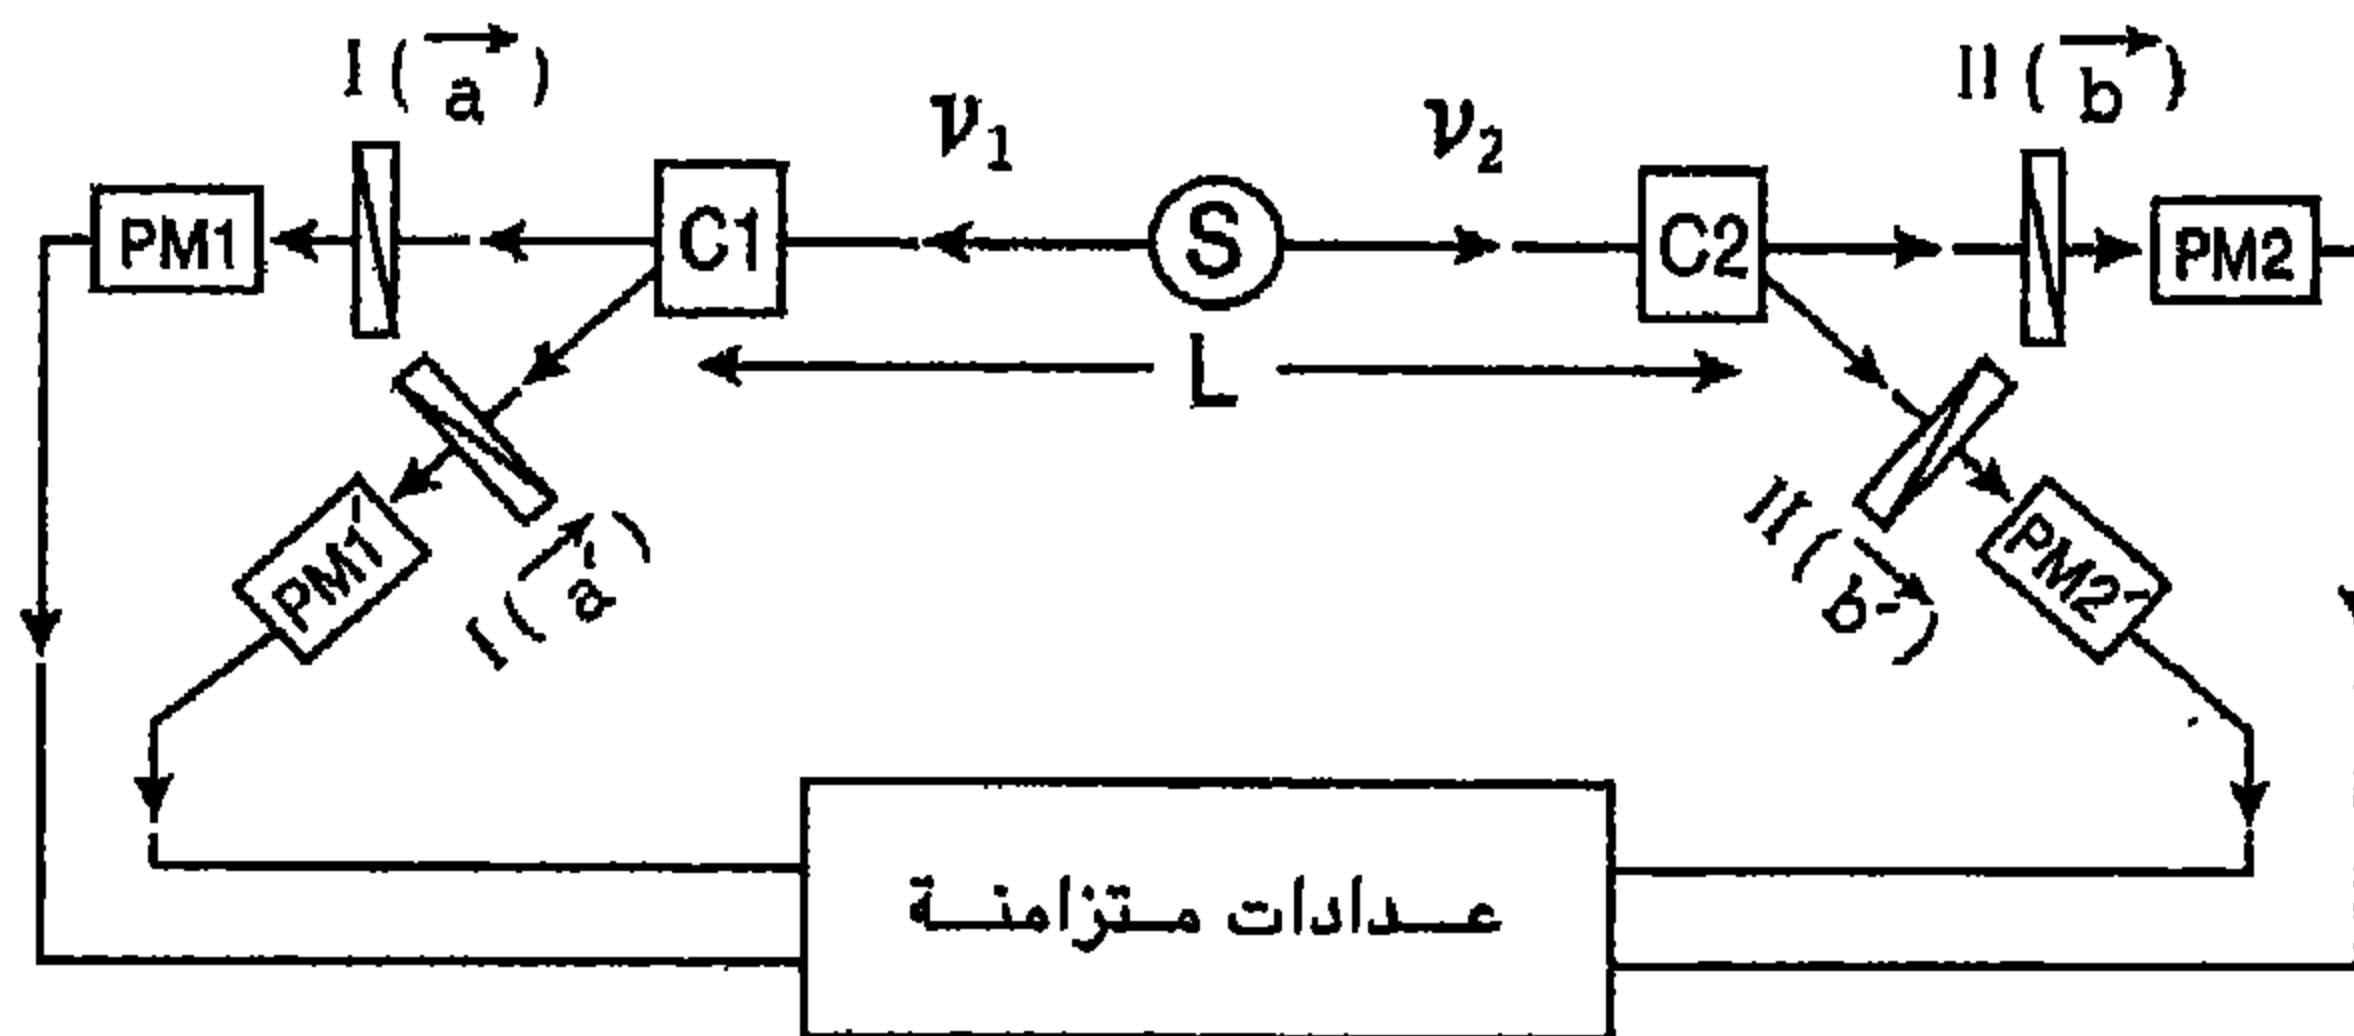 I ( a )
II ( b )
ν₁
ν₂
PM1
C1
S
C2
PM2
L
PM1′
I ( a′ )
II ( b′ )
PM2′
عدادات متزامنة